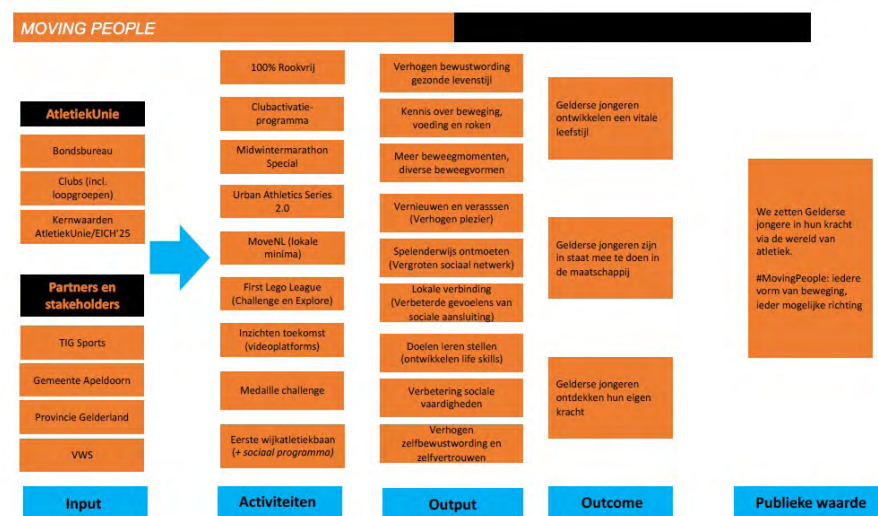 MOVING PEOPLE
AtletiekUnie
Bondsbureau
Clubs (incl.
loopgroepen)
Kernwaarden
AtletiekUnie/EICH'25
Partners en
stakeholders
TIG Sports
Gemeente Apeldoorn
Provincie Gelderland
VWS
Input
100% Rookvrij
Clubactivatie-
programma
Midwintermarathon
Special
Urban Athletics Series
2.0
MoveNL (lokale
minima)
First Lego League
(Challenge en Explore)
Inzichten toekomst
(videoplatforms)
Medaille challenge
Eerste wijkatletiekbaan
(+ sociaal programma)
Activiteiten
Verhogen bewustwording
gezonde levenstijl
Kennis over beweging,
voeding en roken
Meer beweegmomenten,
diverse beweegvormen
Vernieuwen en verasssen
(Verhogen plezier)
Spelenderwijs ontmoeten
(Vergroten sociaal netwerk)
Lokale verbinding
(Verbeterde gevoelens van
sociale aansluiting)
Doelen leren stellen
(ontwikkelen life skills)
Verbetering sociale
vaardigheden
Verhogen
zelfbewustwording en
zelfvertrouwen
Output
Gelderse jongeren
ontwikkelen een vitale
leefstijl
Gelderse jongeren zijn
in staat mee te doen in
de maatschappij
Gelderse jongeren
ontdekken hun eigen
kracht
Outcome
We zetten Gelderse
jongere in hun kracht
via de wereld van
atletiek.
#MovingPeople: iedere
vorm van beweging,
ieder mogelijke richting
Publieke waarde